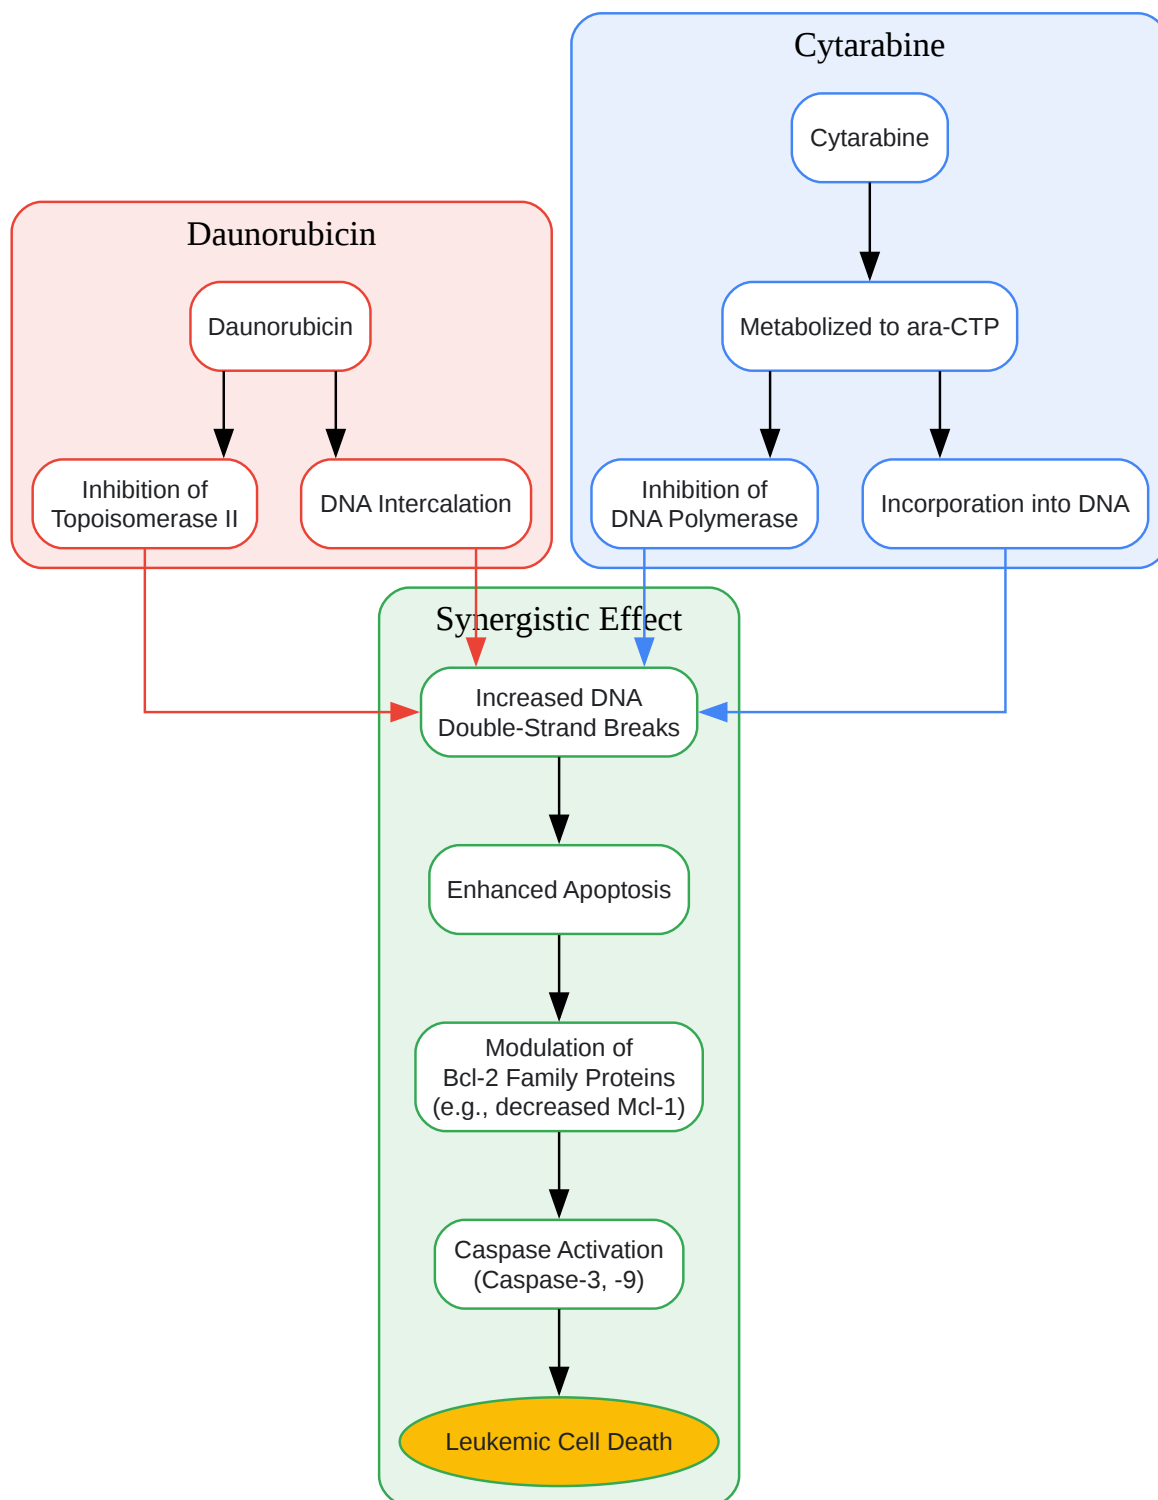 Cytarabine
Cytarabine
Daunorubicin
Daunorubicin
Metabolized to ara-CTP
Inhibition of
Topoisomerase II
DNA Intercalation
Inhibition of
DNA Polymerase
Incorporation into DNA
Synergistic Effect
Increased DNA
Double-Strand Breaks
Enhanced Apoptosis
Modulation of
Bcl-2 Family Proteins
(e.g., decreased Mcl-1)
Caspase Activation
(Caspase-3, -9)
Leukemic Cell Death